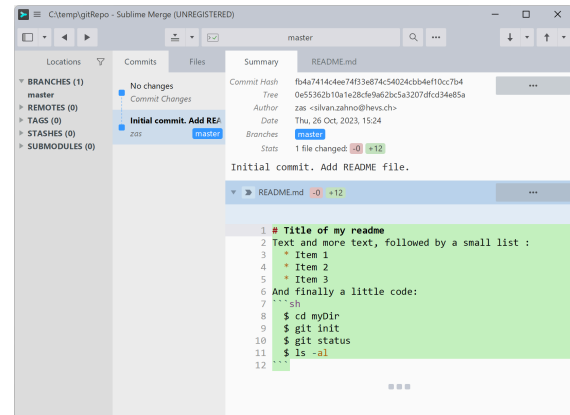 C:\temp\gitRepo - Sublime Merge (UNREGISTERED)
master
Locations
Commits
Files
Summary
README.md
BRANCHES (1)
master
REMOTES (0)
TAGS (0)
STASHES (0)
SUBMODULES (0)
No changes
Commit Changes
Initial commit. Add REA
zas master
Commit Hash fb4a7414c4ee74f33e874c54024cbb4ef10cc7b4
Tree 0e55362b10a1e28cfe9a62bc5a3207dfcd34e85a
Author zas <silvan.zahno@hevs.ch>
Date Thu, 26 Oct, 2023, 15:24
Branches master
Stats 1 file changed: -0 +12
Initial commit. Add README file.
README.md -0 +12
1 # Title of my readme
2 Text and more text, followed by a small list :
3 * Item 1
4 * Item 2
5 * Item 3
6 And finally a little code:
7 ```sh
8 $ cd myDir
9 $ git init
10 $ git status
11 $ ls -al
12 ```